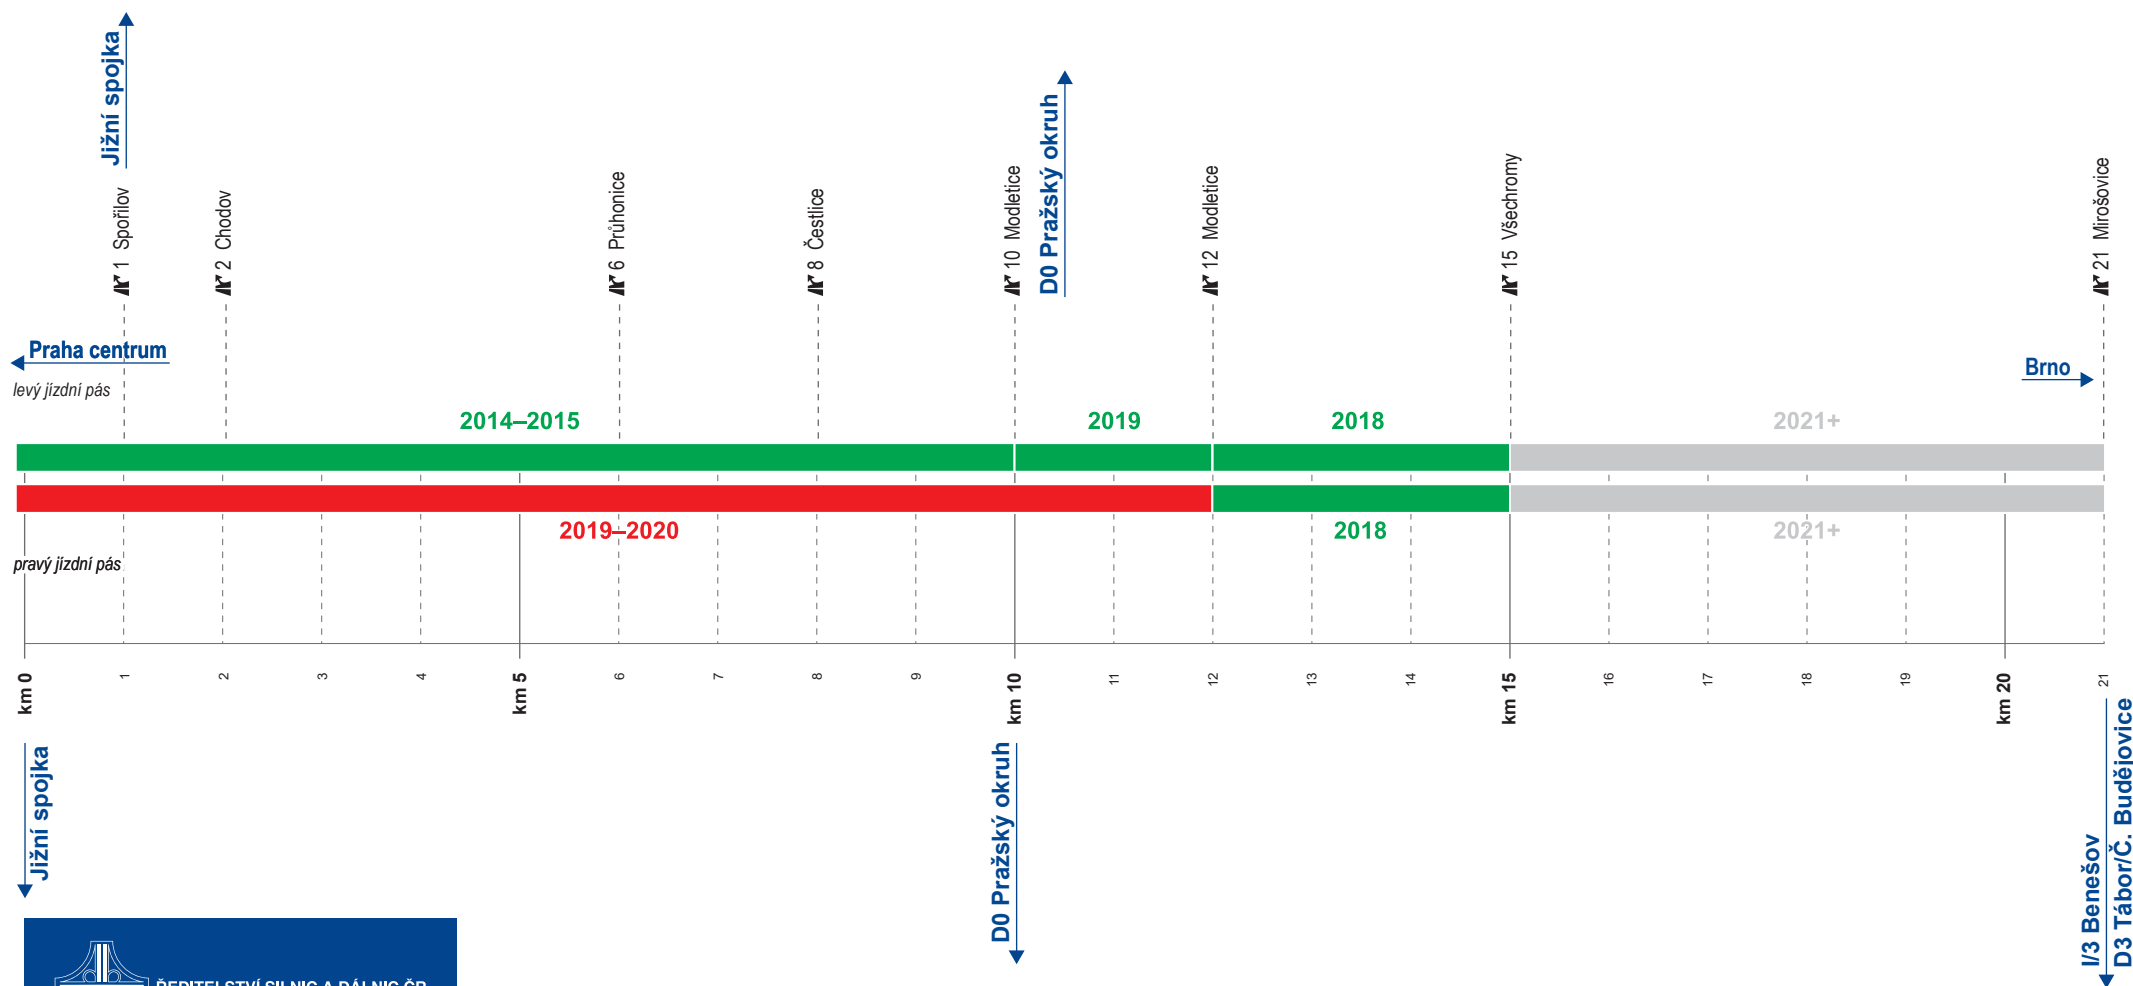 Jižní spojka
D0 Pražský okruh
1 Spořilov
2 Chodov
6 Průhonice
8 Čestlice
10 Modletice
12 Modletice
15 Všechromy
21 Mirošovice
Praha centrum
Brno
levý jízdní pás
2014–2015
2019
2018
2021+
2019–2020
2018
2021+
pravý jízdní pás
km 0
1
2
3
4
km 5
6
7
8
9
km 10
11
12
13
14
km 15
16
17
18
19
km 20
21
Jižní spojka
D0 Pražský okruh
I/3 Benešov
D3 Tábor/Č. Budějovice
ŘEDITELSTVÍ SILNIC A DÁLNIC ČR